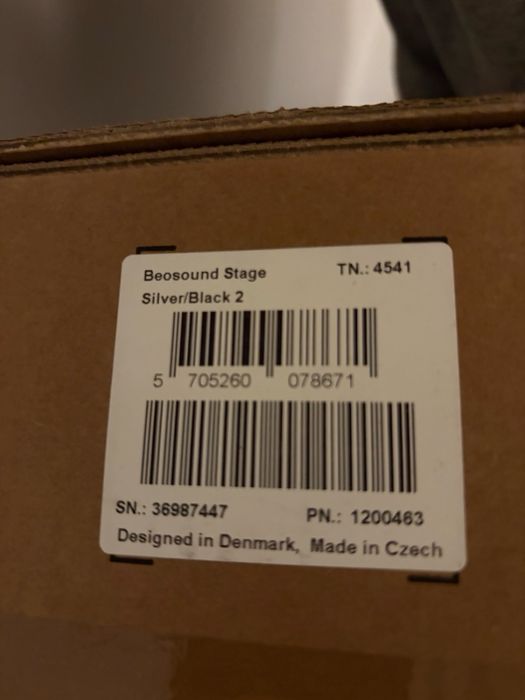 Beosound Stage TN.: 4541
Silver/Black 2
5 705260 078671
SN.: 36987447 PN.: 1200463
Designed in Denmark, Made in Czech